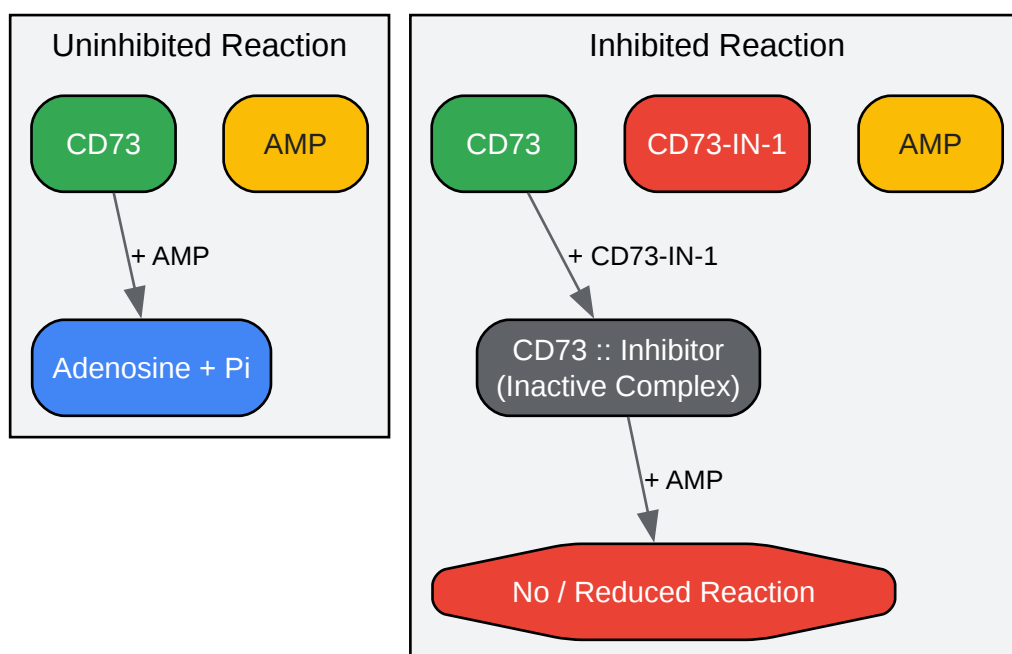 Uninhibited Reaction
CD73
AMP
+ AMP
Adenosine + Pi
Inhibited Reaction
CD73
CD73-IN-1
AMP
+ CD73-IN-1
CD73 :: Inhibitor
(Inactive Complex)
+ AMP
No / Reduced Reaction